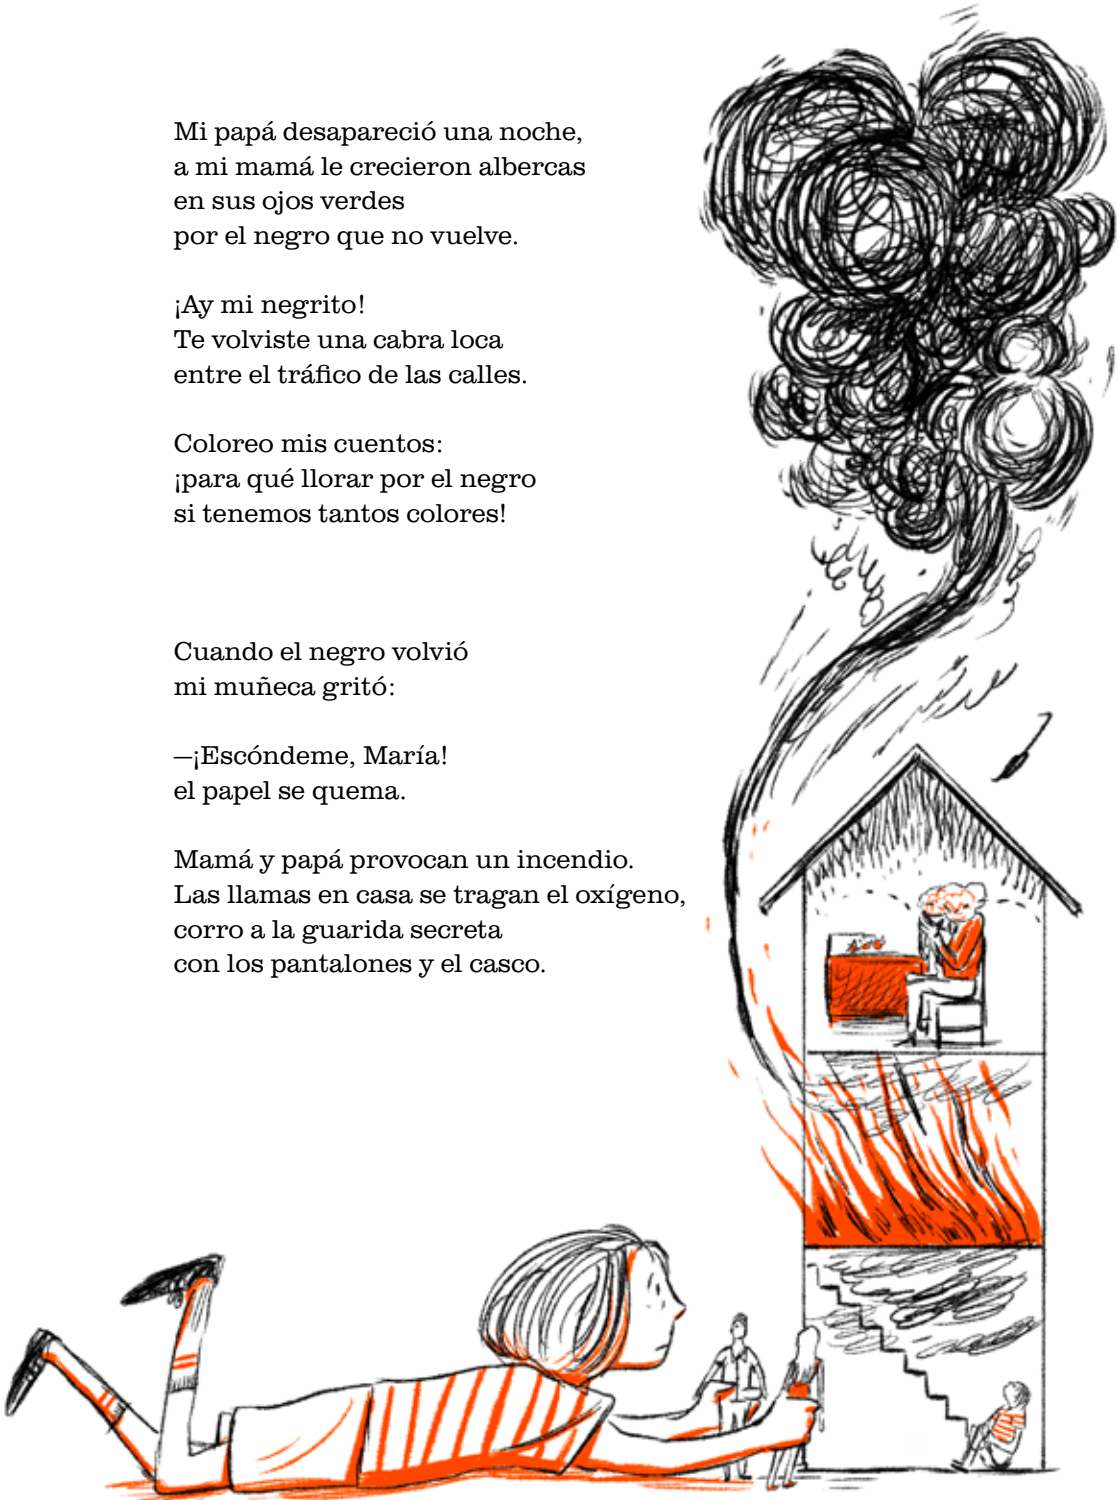 Mi papá desapareció una noche,
a mi mamá le crecieron albercas
en sus ojos verdes
por el negro que no vuelve.
¡Ay mi negrito!
Te volviste una cabra loca
entre el tráfico de las calles.
Coloreo mis cuentos:
¡para qué llorar por el negro
si tenemos tantos colores!
Cuando el negro volvió
mi muñeca gritó:
—¡Escóndeme, María!
el papel se quema.
Mamá y papá provocan un incendio.
Las llamas en casa se tragan el oxígeno,
corro a la guarida secreta
con los pantalones y el casco.